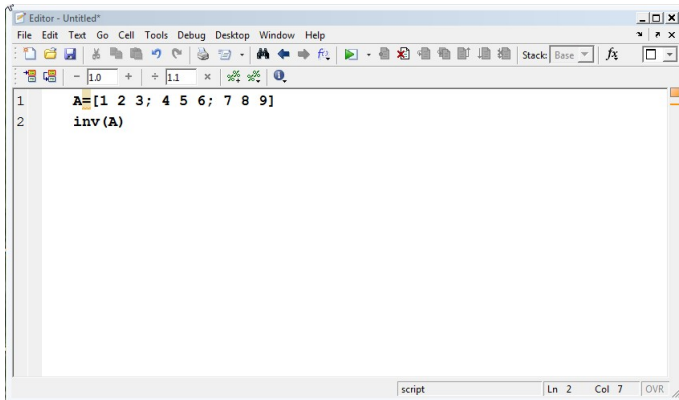 Editor - Untitled*
File Edit Text Go Cell Tools Debug Desktop Window Help
Stack: Base fx
- 1.0 + ÷ 1.1 ×
1 A=[1 2 3; 4 5 6; 7 8 9]
2 inv(A)
script Ln 2 Col 7 OVR